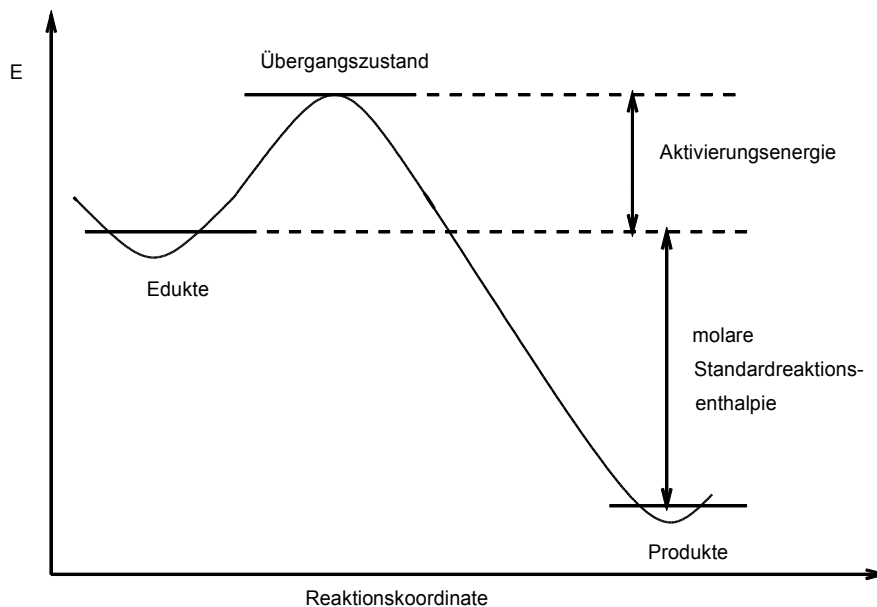 Übergangszustand
E
Aktivierungsenergie
Edukte
molare
Standardreaktions-
enthalpie
Produkte
Reaktionskoordinate